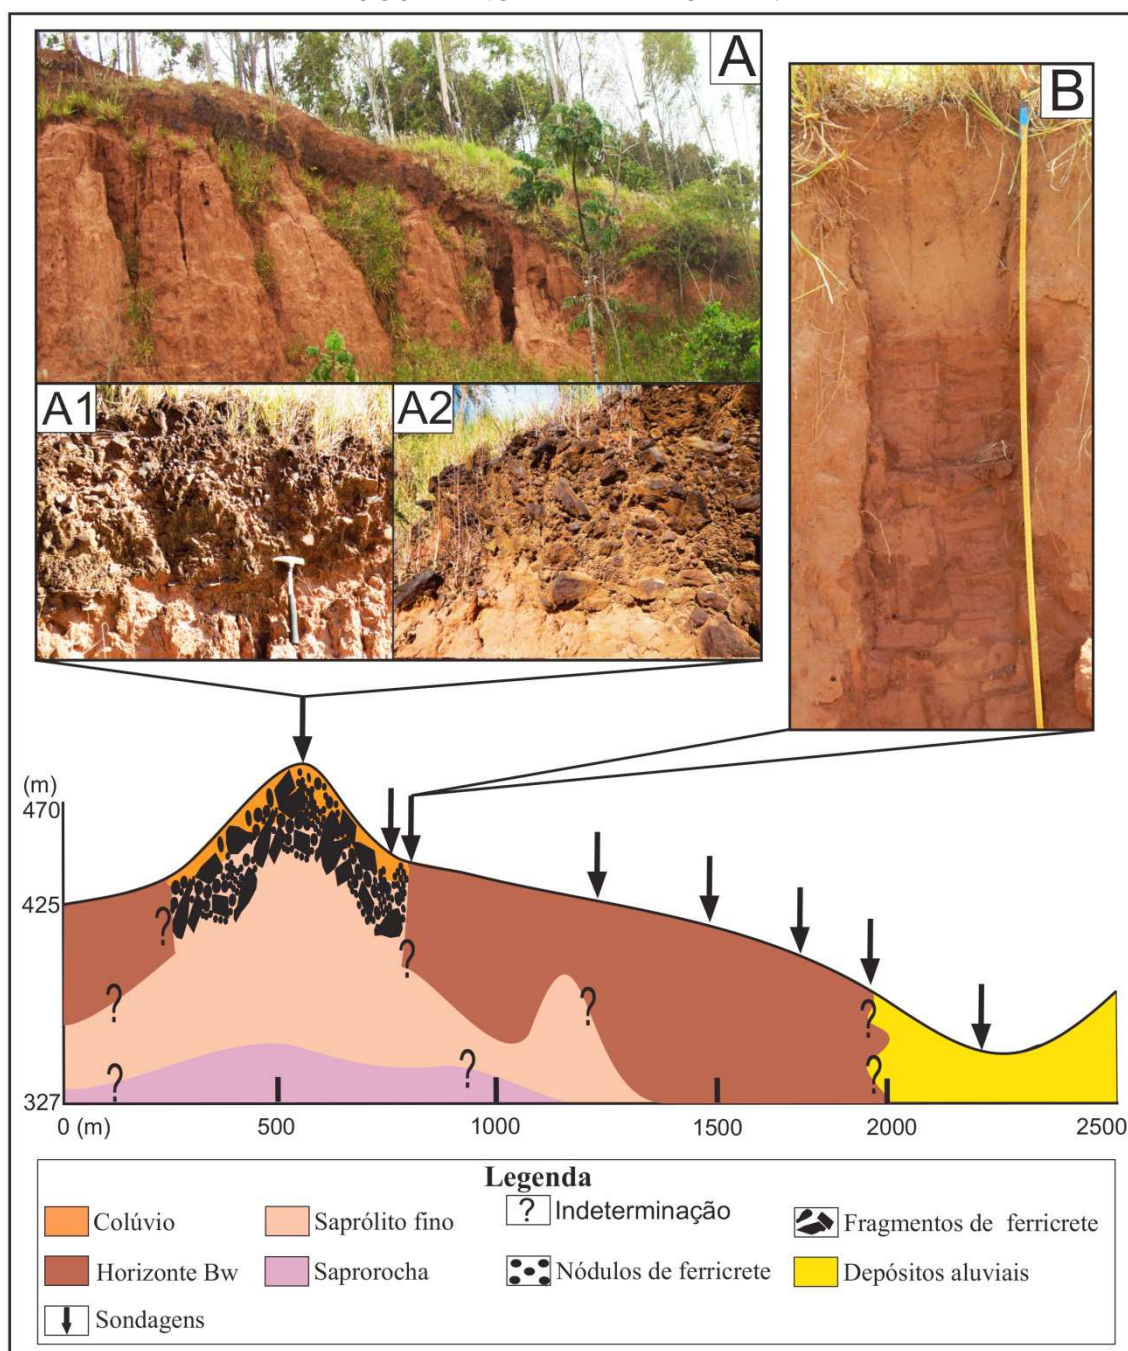 A
B
A1
A2
(m)
470
425
327
?
?
?
?
?
?
?
?
0 (m)
500
1000
1500
2000
2500
Legenda
Colúvio
Saprólito fino
? Indeterminação
Fragmentos de ferricrete
Horizonte Bw
Saprorocha
Nódulos de ferricrete
Depósitos aluviais
Sondagens